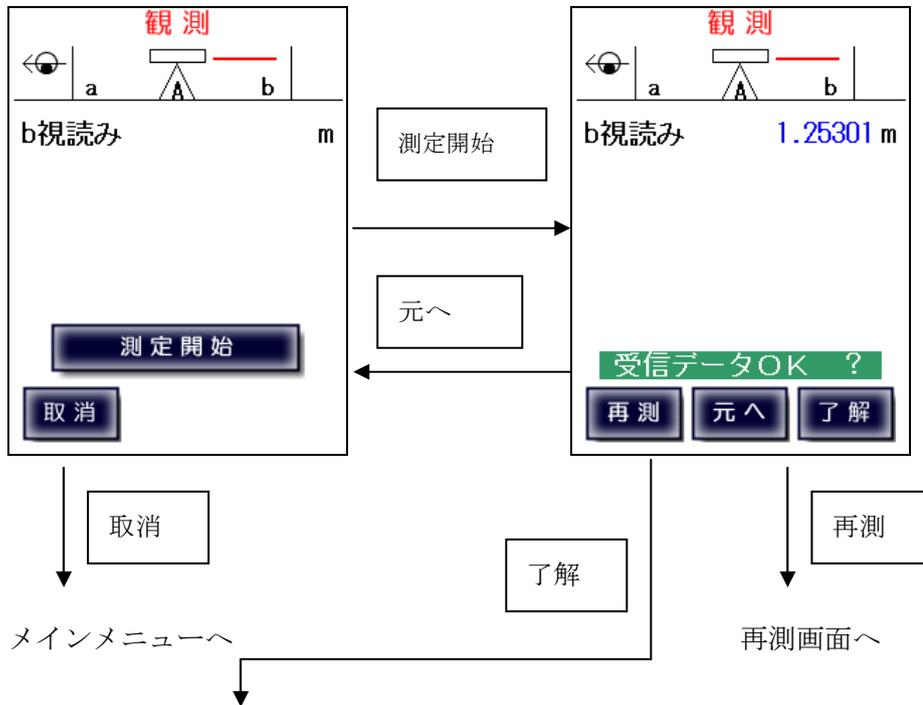 観測
a A b
b視読み m
測定開始
取消
測定開始
元へ
観測
a A b
b視読み 1.25301 m
受信データOK ?
再測 元へ 了解
取消
了解
再測
メインメニューへ
再測画面へ